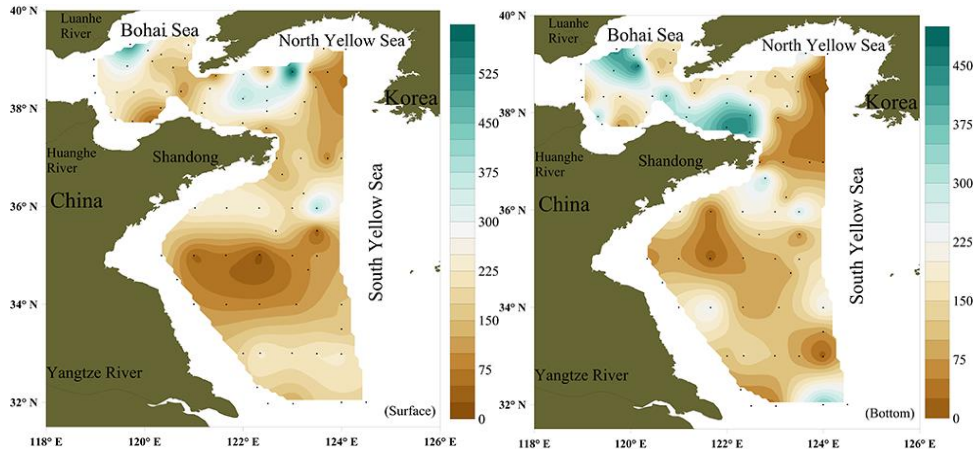 40° N
Luanhe
River
Bohai Sea
North Yellow Sea
38° N
Korea
Huanghe
River
Shandong
China
36° N
South Yellow Sea
34° N
Yangtze River
32° N
(Surface)
118° E
120° E
122° E
124° E
126° E
525
450
375
300
225
150
75
0
40° N
Luanhe
River
Bohai Sea
North Yellow Sea
38° N
Korea
Huanghe
River
Shandong
China
36° N
South Yellow Sea
34° N
Yangtze River
32° N
(Bottom)
118° E
120° E
122° E
124° E
126° E
450
375
300
225
150
75
0